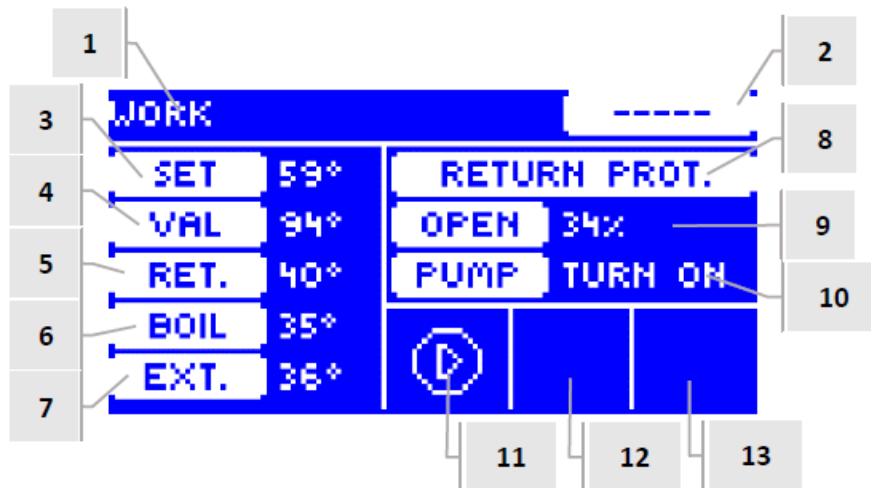 1
2
WORK -----
3
SET 59°
RETURN PROT.
8
4
VAL 94°
OPEN 34%
9
5
RET. 40°
PUMP TURN ON
10
6
BOIL 35°
7
EXT. 36°
11
12
13